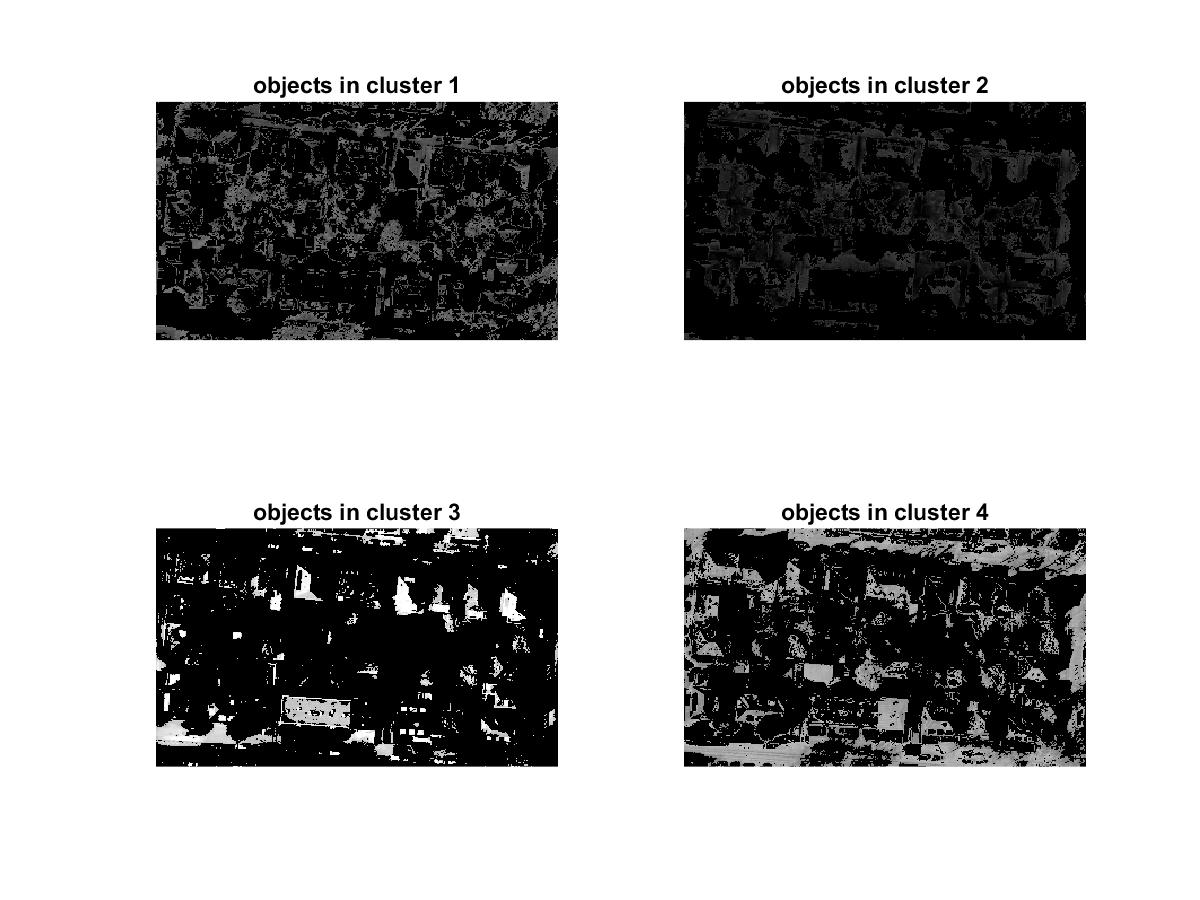 objects in cluster 1
objects in cluster 2
objects in cluster 3
objects in cluster 4